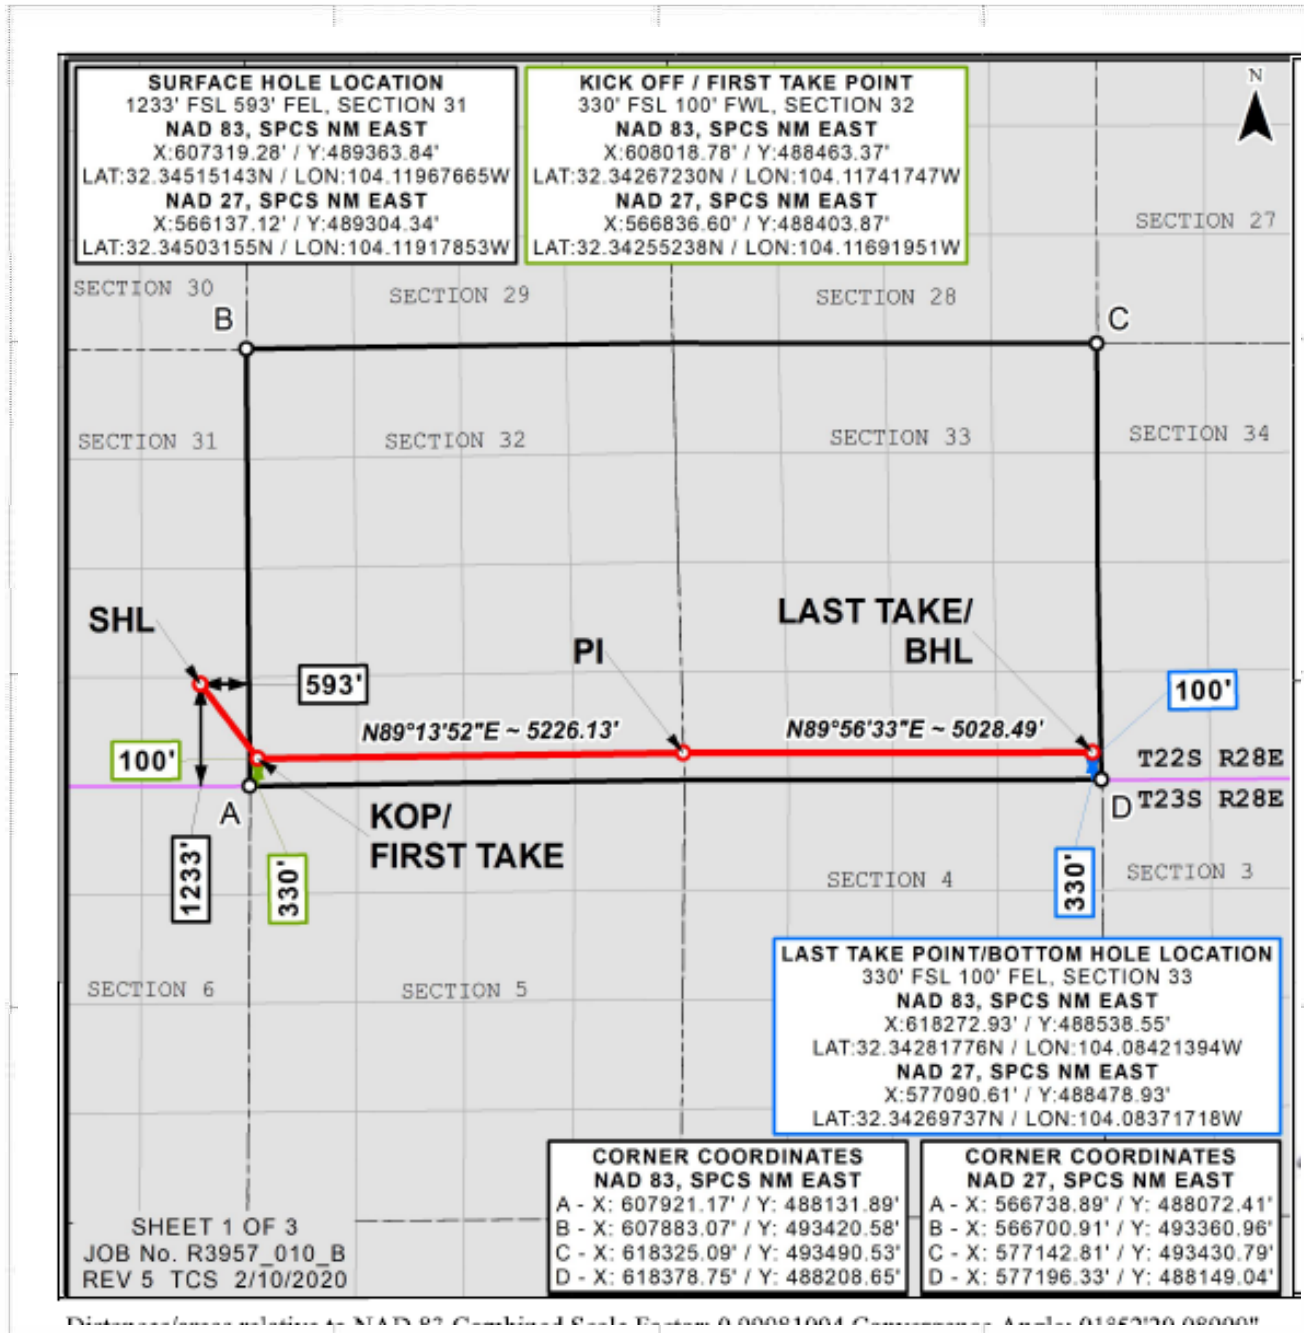 SURFACE HOLE LOCATION
1233' FSL 593' FEL, SECTION 31
NAD 83, SPCS NM EAST
X:607319.28' / Y:489363.84'
LAT:32.34515143N / LON:104.11967665W
NAD 27, SPCS NM EAST
X:566137.12' / Y:489304.34'
LAT:32.34503155N / LON:104.11917853W
KICK OFF / FIRST TAKE POINT
330' FSL 100' FWL, SECTION 32
NAD 83, SPCS NM EAST
X:608018.78' / Y:488463.37'
LAT:32.34267230N / LON:104.11741747W
NAD 27, SPCS NM EAST
X:566836.60' / Y:488403.87'
LAT:32.34255238N / LON:104.11691951W
N
SECTION 27
SECTION 30
SECTION 29
SECTION 28
B
C
SECTION 31
SECTION 32
SECTION 33
SECTION 34
SHL
PI
LAST TAKE/
BHL
593'
100'
N89°13'52"E ~ 5226.13'
N89°56'33"E ~ 5028.49'
100'
T22S R28E
A
D
T23S R28E
KOP/
FIRST TAKE
1233'
330'
330'
SECTION 4
SECTION 3
SECTION 6
SECTION 5
LAST TAKE POINT/BOTTOM HOLE LOCATION
330' FSL 100' FEL, SECTION 33
NAD 83, SPCS NM EAST
X:618272.93' / Y:488538.55'
LAT:32.34281776N / LON:104.08421394W
NAD 27, SPCS NM EAST
X:577090.61' / Y:488478.93'
LAT:32.34269737N / LON:104.08371718W
CORNER COORDINATES
NAD 83, SPCS NM EAST
A - X: 607921.17' / Y: 488131.89'
B - X: 607883.07' / Y: 493420.58'
C - X: 618325.09' / Y: 493490.53'
D - X: 618378.75' / Y: 488208.65'
CORNER COORDINATES
NAD 27, SPCS NM EAST
A - X: 566738.89' / Y: 488072.41'
B - X: 566700.91' / Y: 493360.96'
C - X: 577142.81' / Y: 493430.79'
D - X: 577196.33' / Y: 488149.04'
SHEET 1 OF 3
JOB No. R3957_010_B
REV 5 TCS 2/10/2020
Distances/areas relative to NAD 83 Combined Scale Factor: